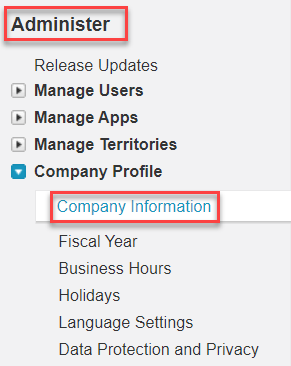 Administer
Release Updates
Manage Users
Manage Apps
Manage Territories
Company Profile
Company Information
Fiscal Year
Business Hours
Holidays
Language Settings
Data Protection and Privacy